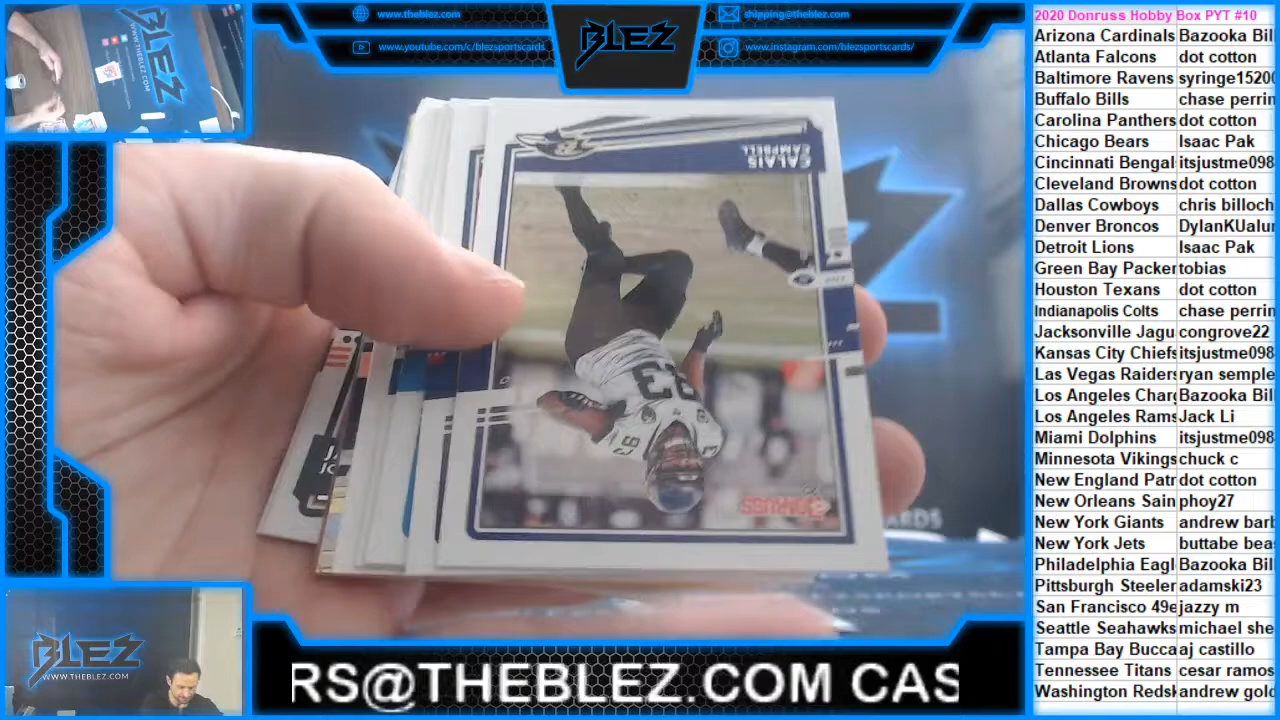 www.theblez.com
shipping@theblez.com
www.youtube.com/c/blezsportscards
www.instagram.com/blezsportscards/
BLEZ
WWW.THEBLEZ.COM
CALAIS
CAMPBELL
93
DONRUSS
BLEZ
WWW.THEBLEZ.COM
RS@THEBLEZ.COM CAS
2020 Donruss Hobby Box PYT #10
Arizona Cardinals Bazooka Bil
Atlanta Falcons dot cotton
Baltimore Ravens syringe15200
Buffalo Bills chase perrin
Carolina Panthers dot cotton
Chicago Bears Isaac Pak
Cincinnati Bengal itsjustme098
Cleveland Browns dot cotton
Dallas Cowboys chris billoch
Denver Broncos DylanKUalu
Detroit Lions Isaac Pak
Green Bay Packer tobias
Houston Texans dot cotton
Indianapolis Colts chase perrin
Jacksonville Jagu congrove22
Kansas City Chiefs itsjustme098
Las Vegas Raiders ryan semple
Los Angeles Charg Bazooka Bil
Los Angeles Rams Jack Li
Miami Dolphins itsjustme098
Minnesota Vikings chuck c
New England Patr dot cotton
New Orleans Sain phoy27
New York Giants andrew barb
New York Jets buttabe bea
Philadelphia Eagl Bazooka Bil
Pittsburgh Steeler adamski23
San Francisco 49e jazzy m
Seattle Seahawks michael she
Tampa Bay Bucca aj castillo
Tennessee Titans cesar ramos
Washington Redsk andrew gold